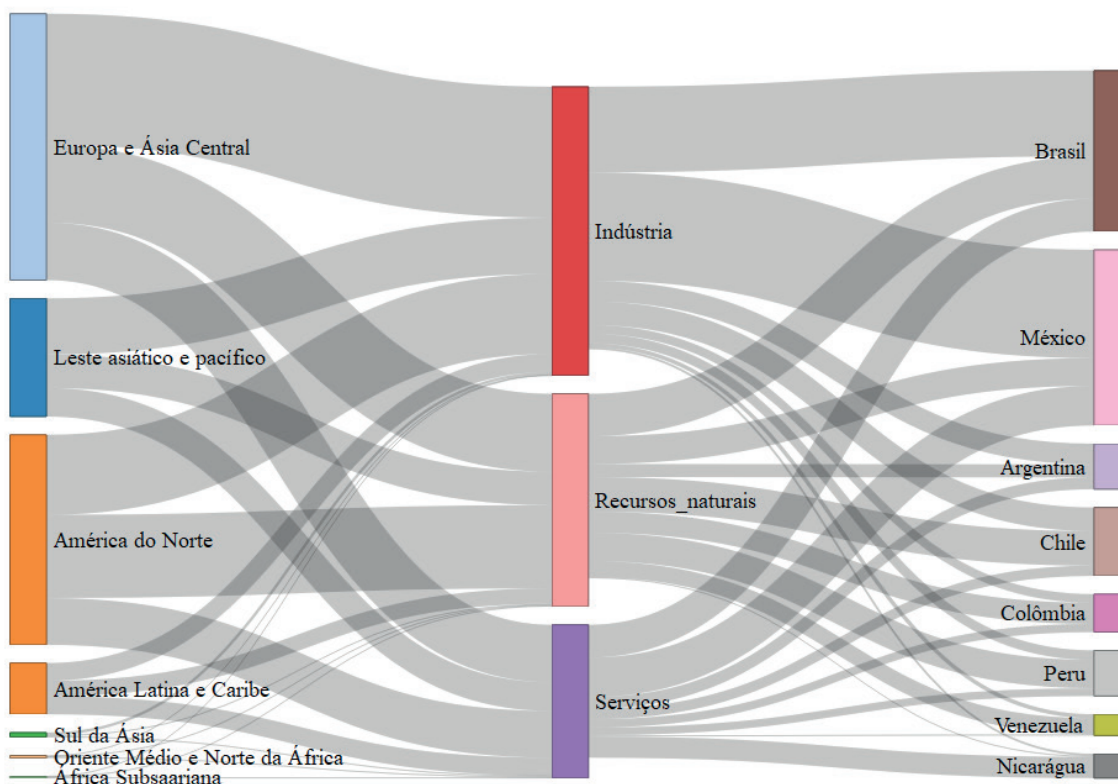 Europa e Ásia Central
Leste asiático e pacífico
América do Norte
América Latina e Caribe
Sul da Ásia
Oriente Médio e Norte da África
África Subsaariana
Indústria
Recursos_naturais
Serviços
Brasil
México
Argentina
Chile
Colômbia
Peru
Venezuela
Nicarágua